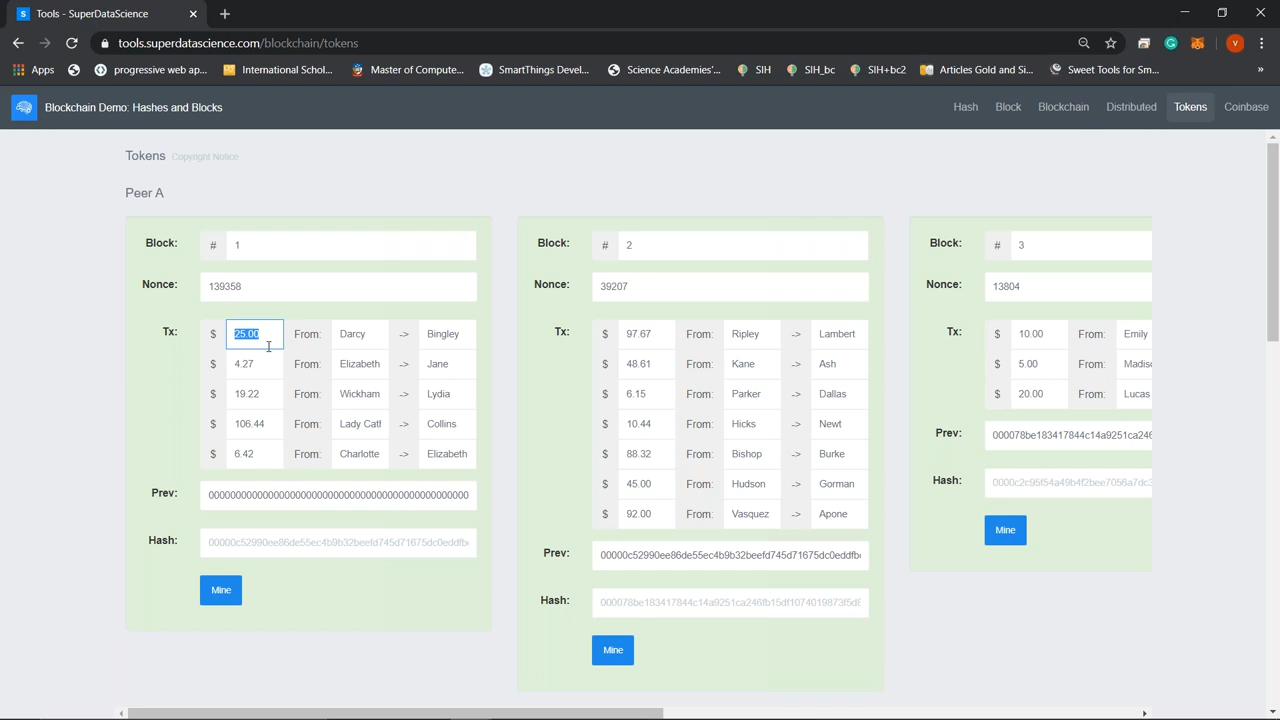 Tools - SuperDataScience
tools.superdatascience.com/blockchain/tokens
Apps progressive web ap... International Schol... Master of Compute... SmartThings Devel... Science Academies'... SIH SIH_bc SIH+bc2 Articles Gold and Si... Sweet Tools for Sm... »
Blockchain Demo: Hashes and Blocks Hash Block Blockchain Distributed Tokens Coinbase
Tokens Copyright Notice
Peer A
Block: # 1
Nonce: 139358
Tx: $ 25.00 From: Darcy -> Bingley
$ 4.27 From: Elizabeth -> Jane
$ 19.22 From: Wickham -> Lydia
$ 106.44 From: Lady Cath -> Collins
$ 6.42 From: Charlotte -> Elizabeth
Prev: 000000000000000000000000000000000000000000000000
Hash: 00000c52990ee86de55ec4b9b32beefd745d71675dc0eddfb
Mine
Block: # 2
Nonce: 39207
Tx: $ 97.67 From: Ripley -> Lambert
$ 48.61 From: Kane -> Ash
$ 6.15 From: Parker -> Dallas
$ 10.44 From: Hicks -> Newt
$ 88.32 From: Bishop -> Burke
$ 45.00 From: Hudson -> Gorman
$ 92.00 From: Vasquez -> Apone
Prev: 00000c52990ee86de55ec4b9b32beefd745d71675dc0eddfb
Hash: 000078be183417844c14a9251ca246fb15df1074019873f5d8
Mine
Block: # 3
Nonce: 13804
Tx: $ 10.00 From: Emily
$ 5.00 From: Madis
$ 20.00 From: Lucas
Prev: 000078be183417844c14a9251ca246
Hash: 0000c2c95f54a49b4f2bee7056a7dc3
Mine